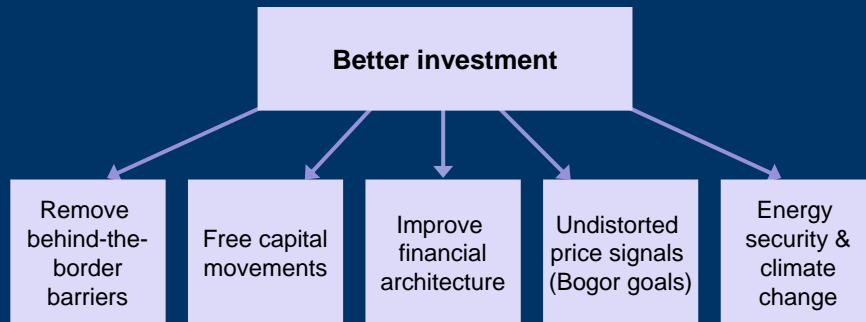 Better investment
Remove
behind-the-
border
barriers
Free capital
movements
Improve
financial
architecture
Undistorted
price signals
(Bogor goals)
Energy
security &
climate
change